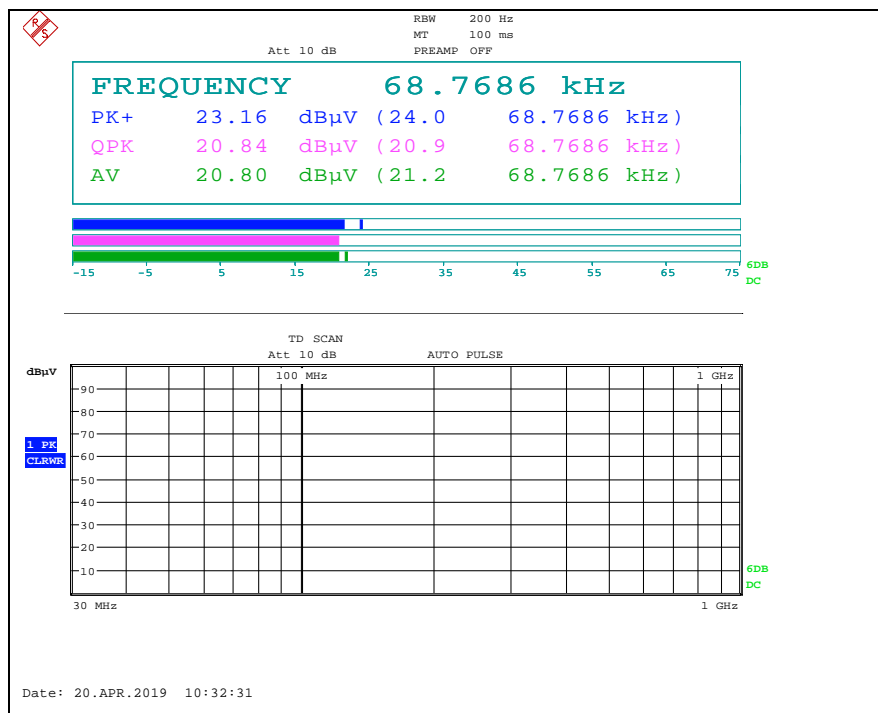 R S
RBW 200 Hz
MT 100 ms
Att 10 dB PREAMP OFF
FREQUENCY 68.7686 kHz
PK+ 23.16 dBµV (24.0 68.7686 kHz)
QPK 20.84 dBµV (20.9 68.7686 kHz)
AV 20.80 dBµV (21.2 68.7686 kHz)
-15 -5 5 15 25 35 45 55 65 75
6DB
DC
TD SCAN
Att 10 dB AUTO PULSE
dBµV
100 MHz 1 GHz
90
80
70
1 PK
CLRWR
60
50
40
30
20
10
6DB
DC
30 MHz 1 GHz
Date: 20.APR.2019 10:32:31